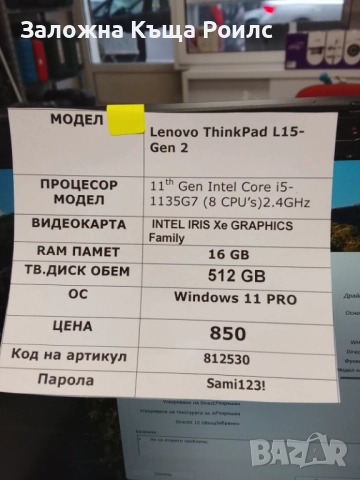 Заложна Къща Роилс
МОДЕЛ
Lenovo ThinkPad L15-
Gen 2
ПРОЦЕСОР
МОДЕЛ
11th Gen Intel Core i5-
1135G7 (8 CPU's)2.4GHz
ВИДЕОКАРТА
INTEL IRIS Xe GRAPHICS
Family
RAM ПАМЕТ
16 GB
ТВ.ДИСК ОБЕМ
512 GB
ОС
Windows 11 PRO
ЦЕНА
850
Код на артикул
812530
Парола
Sami123!
BAZAR